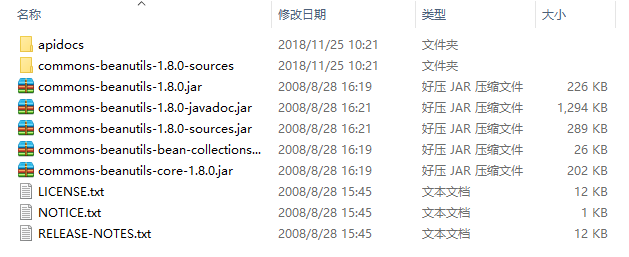 名称 修改日期 类型 大小
apidocs 2018/11/25 10:21 文件夹
commons-beanutils-1.8.0-sources 2018/11/25 10:21 文件夹
commons-beanutils-1.8.0.jar 2008/8/28 16:19 好压 JAR 压缩文件 226 KB
commons-beanutils-1.8.0-javadoc.jar 2008/8/28 16:21 好压 JAR 压缩文件 1,294 KB
commons-beanutils-1.8.0-sources.jar 2008/8/28 16:21 好压 JAR 压缩文件 289 KB
commons-beanutils-bean-collections... 2008/8/28 16:19 好压 JAR 压缩文件 26 KB
commons-beanutils-core-1.8.0.jar 2008/8/28 16:19 好压 JAR 压缩文件 202 KB
LICENSE.txt 2008/8/28 15:45 文本文档 12 KB
NOTICE.txt 2008/8/28 15:45 文本文档 1 KB
RELEASE-NOTES.txt 2008/8/28 15:45 文本文档 12 KB